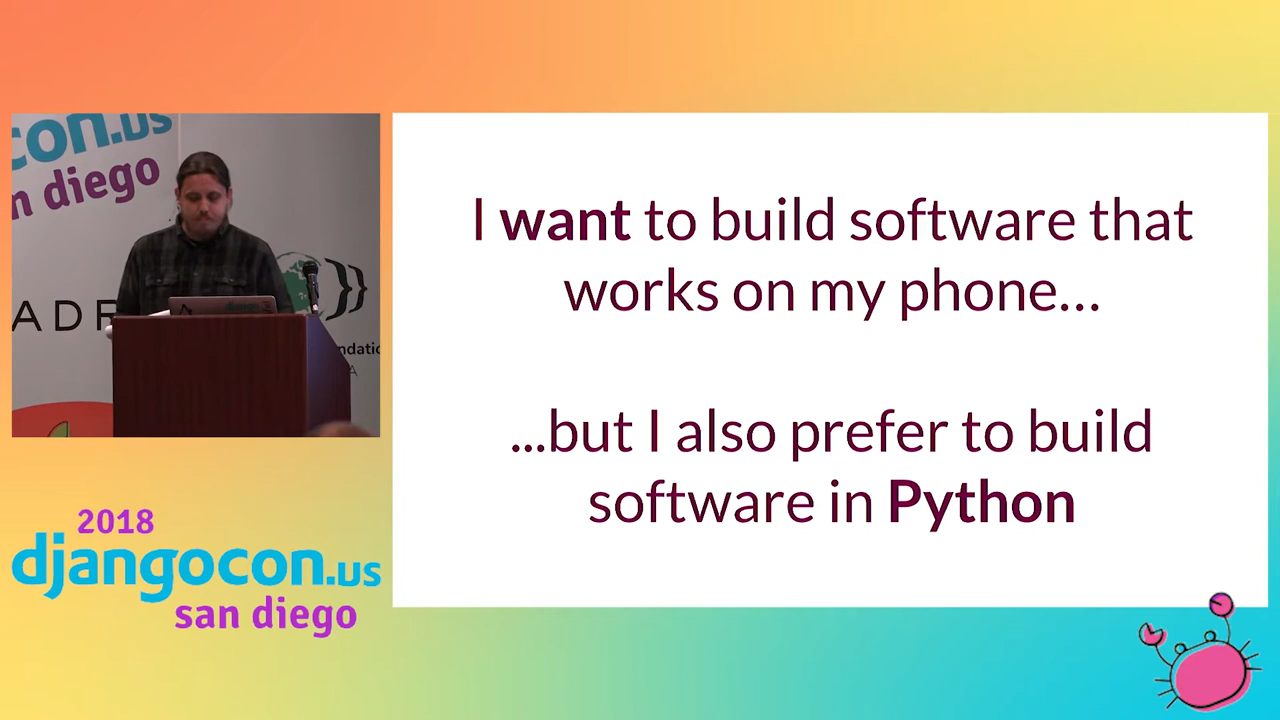 con.us
n diego
ADR
ndatio
A
I want to build software that
works on my phone...
...but I also prefer to build
software in Python
2018
djangocon.us
san diego